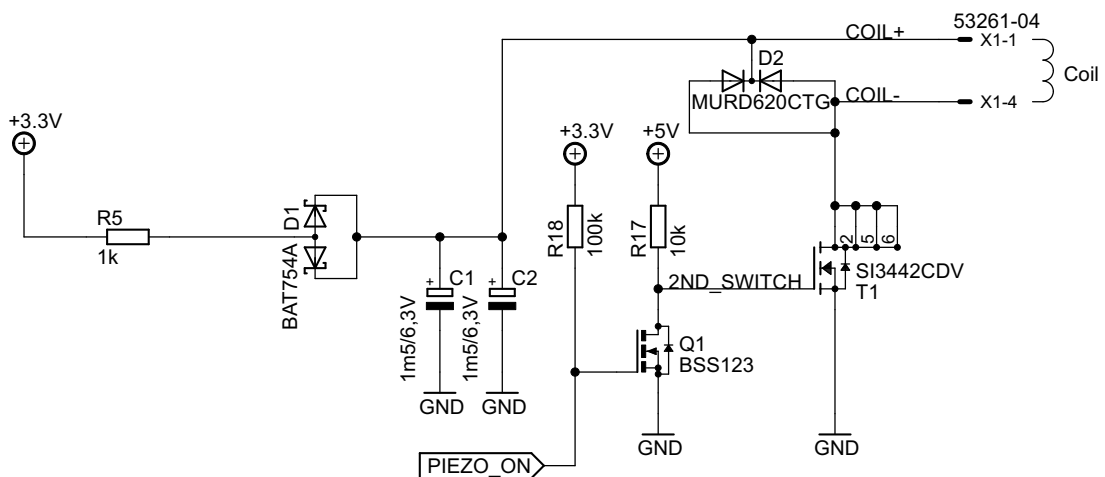 53261-04
COIL+
X1-1
D2
Coil
MURD620CTG
COIL-
X1-4
+3.3V
+3.3V
+5V
R5
1k
D1
BAT754A
R18
100k
R17
10k
2
5
6
C1
1m5/6,3V
C2
1m5/6,3V
2ND_SWITCH
SI3442CDV
T1
Q1
BSS123
GND
GND
GND
GND
PIEZO_ON